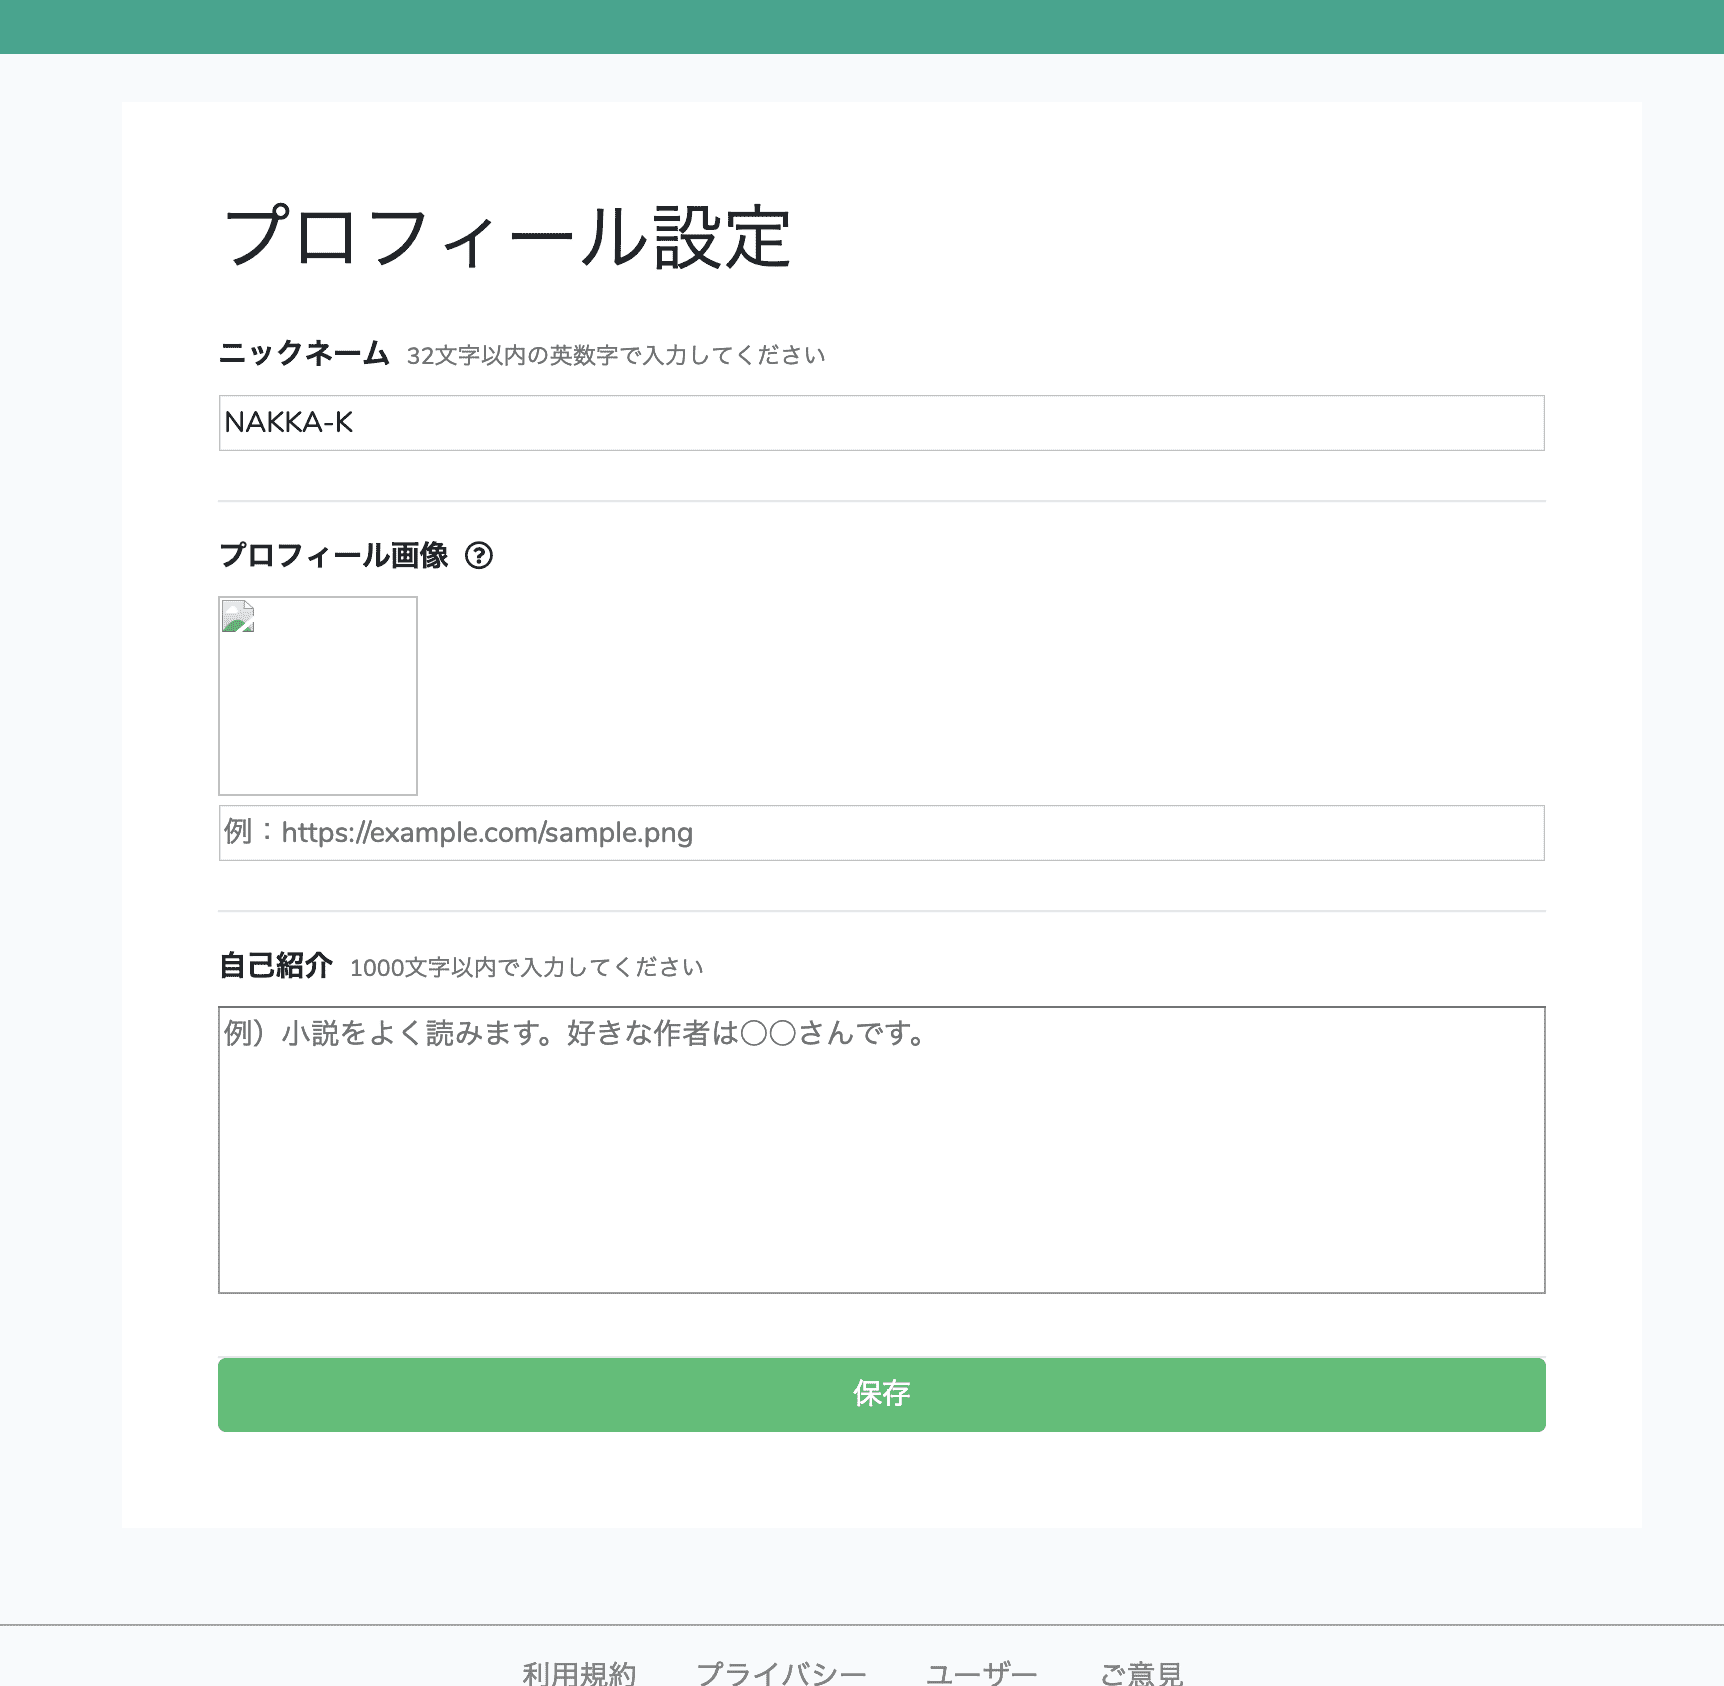 プロフィール設定
ニックネーム 32文字以内の英数字で入力してください
NAKKA-K
プロフィール画像 ?
例：https://example.com/sample.png
自己紹介 1000文字以内で入力してください
例）小説をよく読みます。好きな作者は〇〇さんです。
保存
利用規約 プライバシー ユーザー ご意見